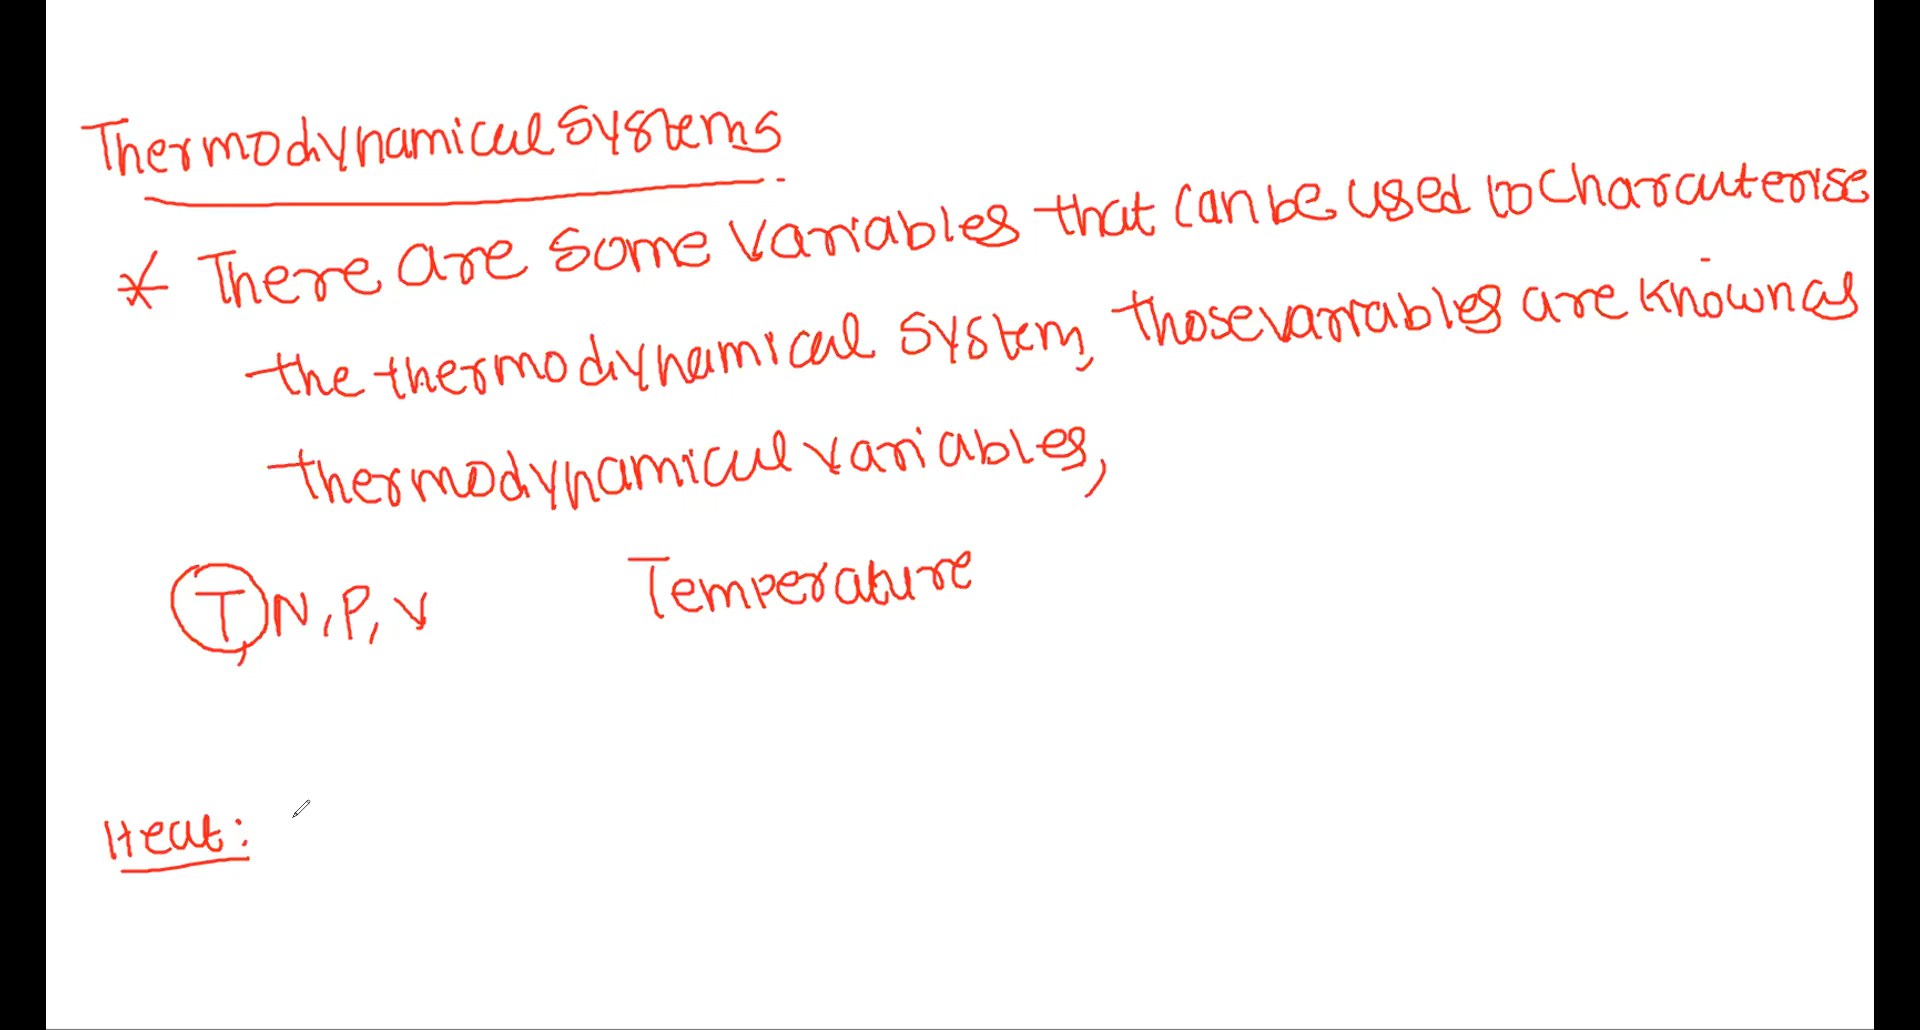 Thermodynamical Systems
* There are some variables that can be used to characterise
the thermodynamical system, those variables are known as
thermodynamical variables,
T, N, P, V Temperature
Heat: